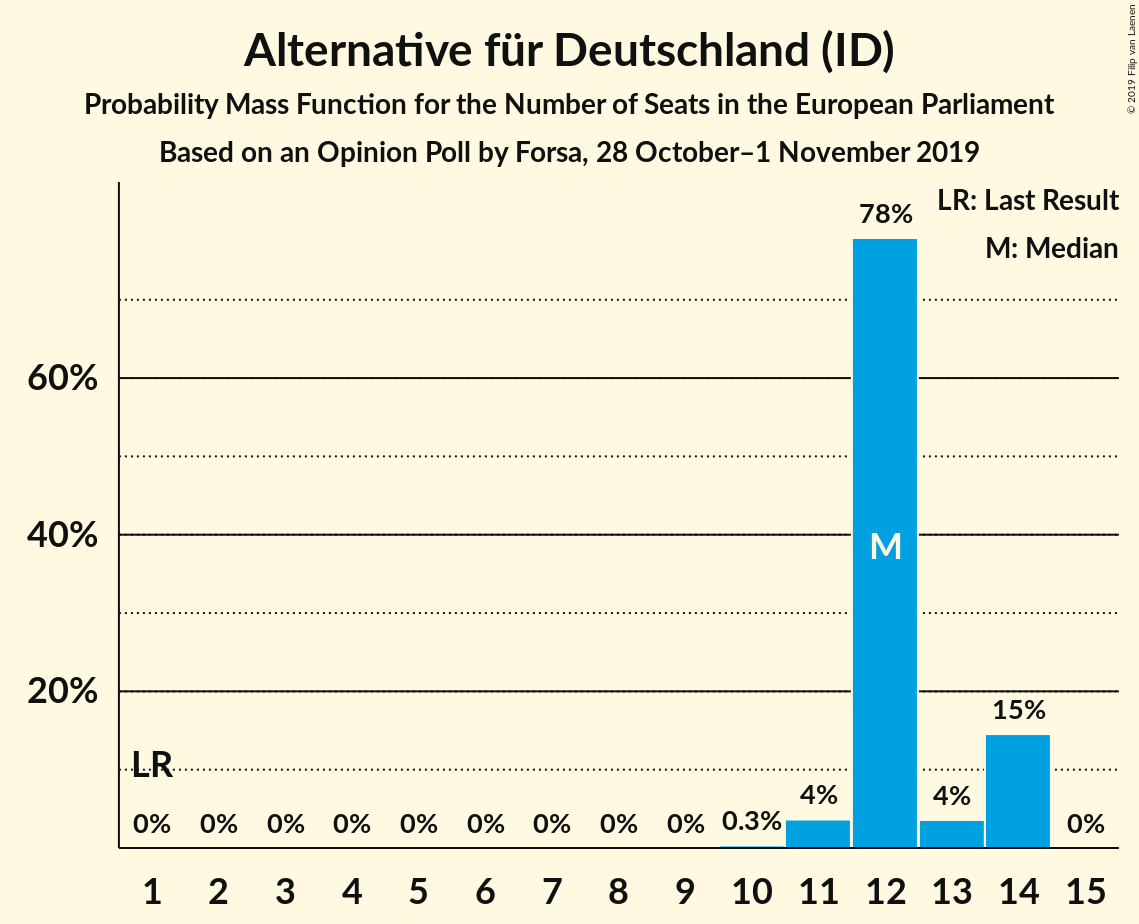 Alternative für Deutschland (ID)
Probability Mass Function for the Number of Seats in the European Parliament
Based on an Opinion Poll by Forsa, 28 October–1 November 2019
© 2019 Filip van Laenen
LR: Last Result
M: Median
78%
60%
40%
M
20%
15%
LR
4%
4%
0%
0%
0%
0%
0%
0%
0%
0%
0%
0.3%
0%
1 2 3 4 5 6 7 8 9 10 11 12 13 14 15